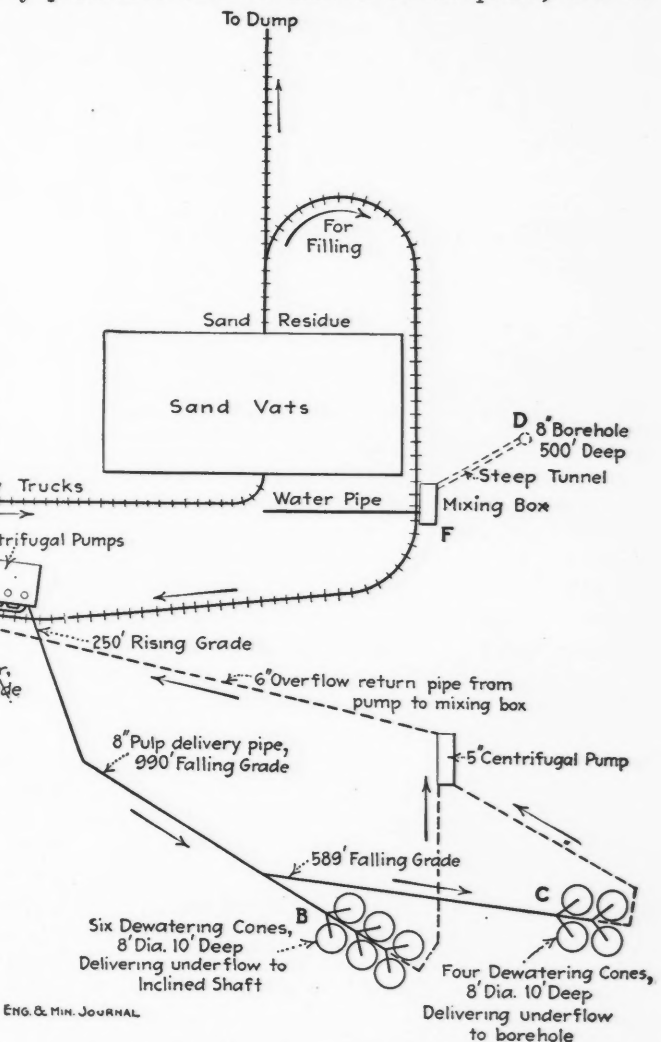 To Dump
For
Filling
Sand Residue
Sand Vats
D
8" Borehole
500' Deep
Steep Tunnel
Trucks
Water Pipe
Mixing Box
F
trifugal Pumps
250' Rising Grade
6" Overflow return pipe from
pump to mixing box
8" Pulp delivery pipe,
990' Falling Grade
5" Centrifugal Pump
589' Falling Grade
B
C
Six Dewatering Cones,
8' Dia. 10' Deep
Delivering underflow to
Inclined Shaft
Four Dewatering Cones,
8' Dia. 10' Deep
Delivering underflow
to borehole
ENG. & MIN. JOURNAL